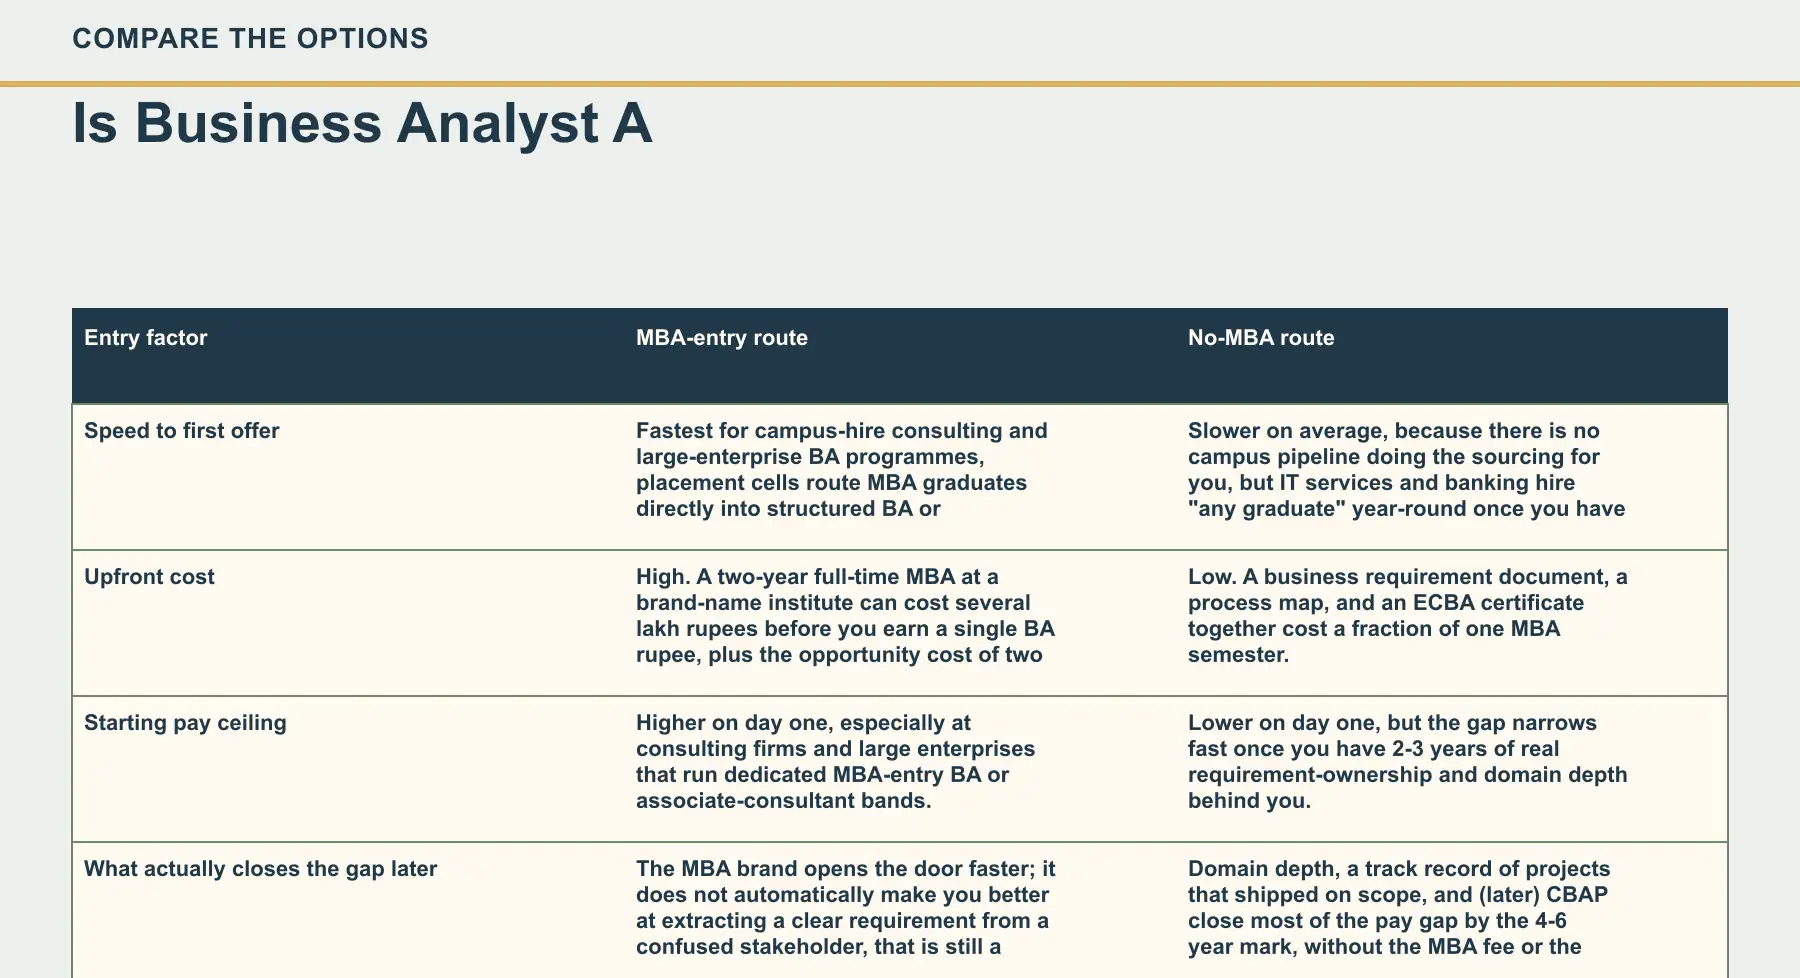 COMPARE THE OPTIONS
Is Business Analyst A
Entry factor
MBA-entry route
No-MBA route
Speed to first offer
Fastest for campus-hire consulting and
large-enterprise BA programmes,
placement cells route MBA graduates
directly into structured BA or
Slower on average, because there is no
campus pipeline doing the sourcing for
you, but IT services and banking hire
"any graduate" year-round once you have
Upfront cost
High. A two-year full-time MBA at a
brand-name institute can cost several
lakh rupees before you earn a single BA
rupee, plus the opportunity cost of two
Low. A business requirement document, a
process map, and an ECBA certificate
together cost a fraction of one MBA
semester.
Starting pay ceiling
Higher on day one, especially at
consulting firms and large enterprises
that run dedicated MBA-entry BA or
associate-consultant bands.
Lower on day one, but the gap narrows
fast once you have 2-3 years of real
requirement-ownership and domain depth
behind you.
What actually closes the gap later
The MBA brand opens the door faster; it
does not automatically make you better
at extracting a clear requirement from a
confused stakeholder, that is still a
Domain depth, a track record of projects
that shipped on scope, and (later) CBAP
close most of the pay gap by the 4-6
year mark, without the MBA fee or the